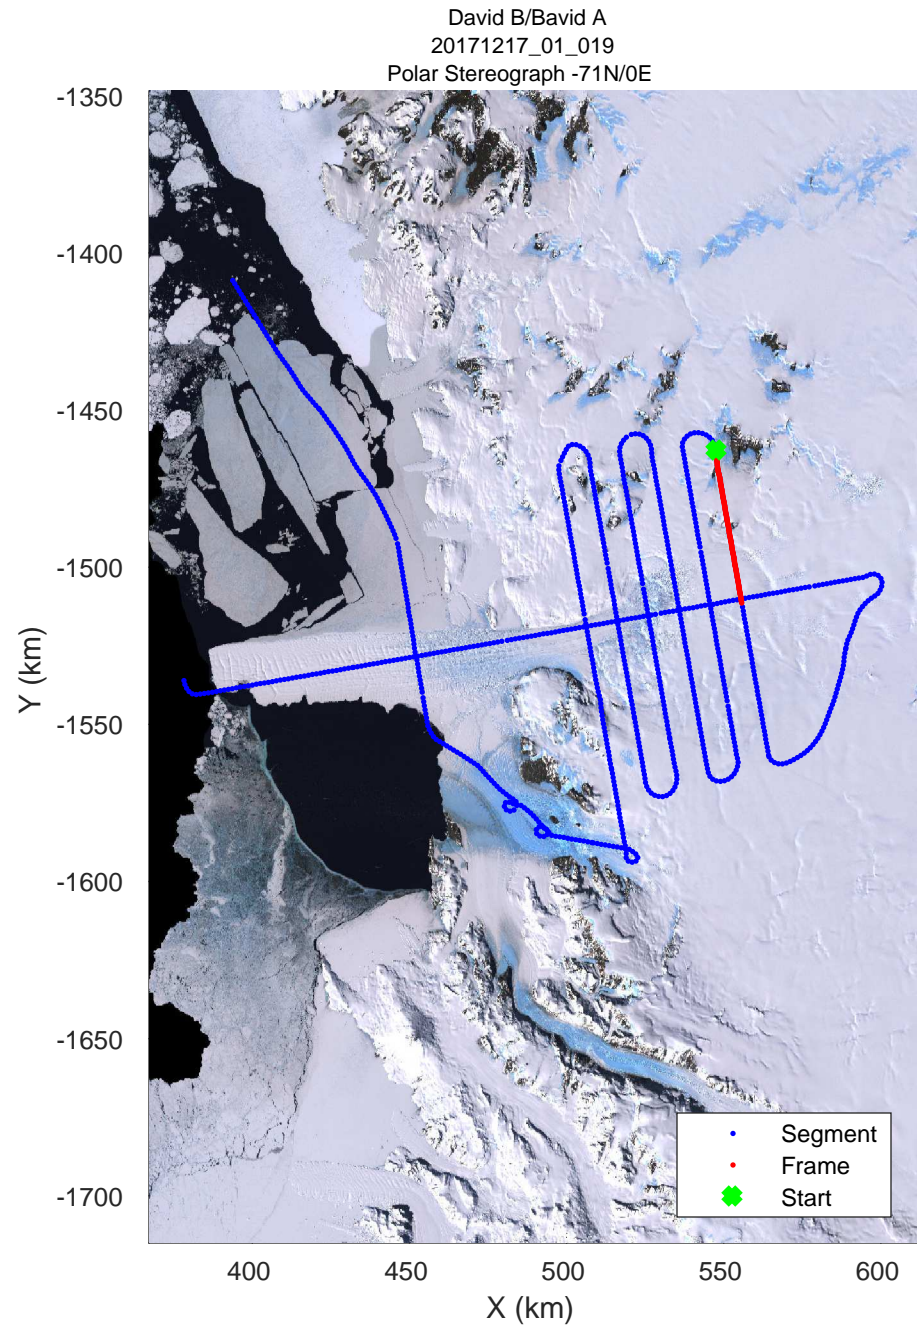 David B/Bavid A
20171217_01_019
Polar Stereograph -71N/0E
-1350
-1400
-1450
-1500
-1550
-1600
-1650
-1700
Y (km)
400 450 500 550 600
X (km)
Segment
Frame
Start